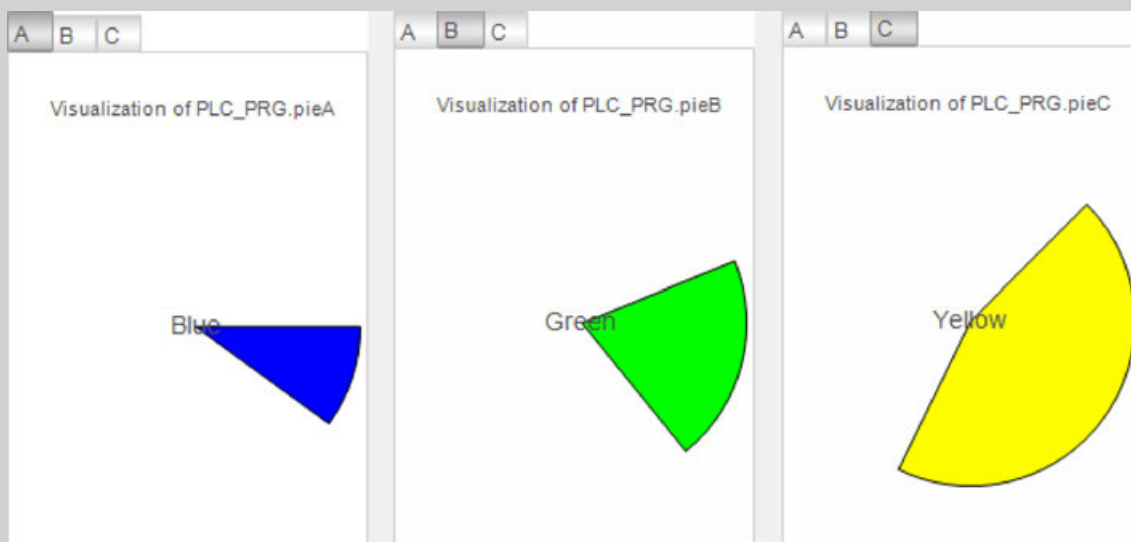 A B C
Visualization of PLC_PRG.pieA
Blue
A B C
Visualization of PLC_PRG.pieB
Green
A B C
Visualization of PLC_PRG.pieC
Yellow